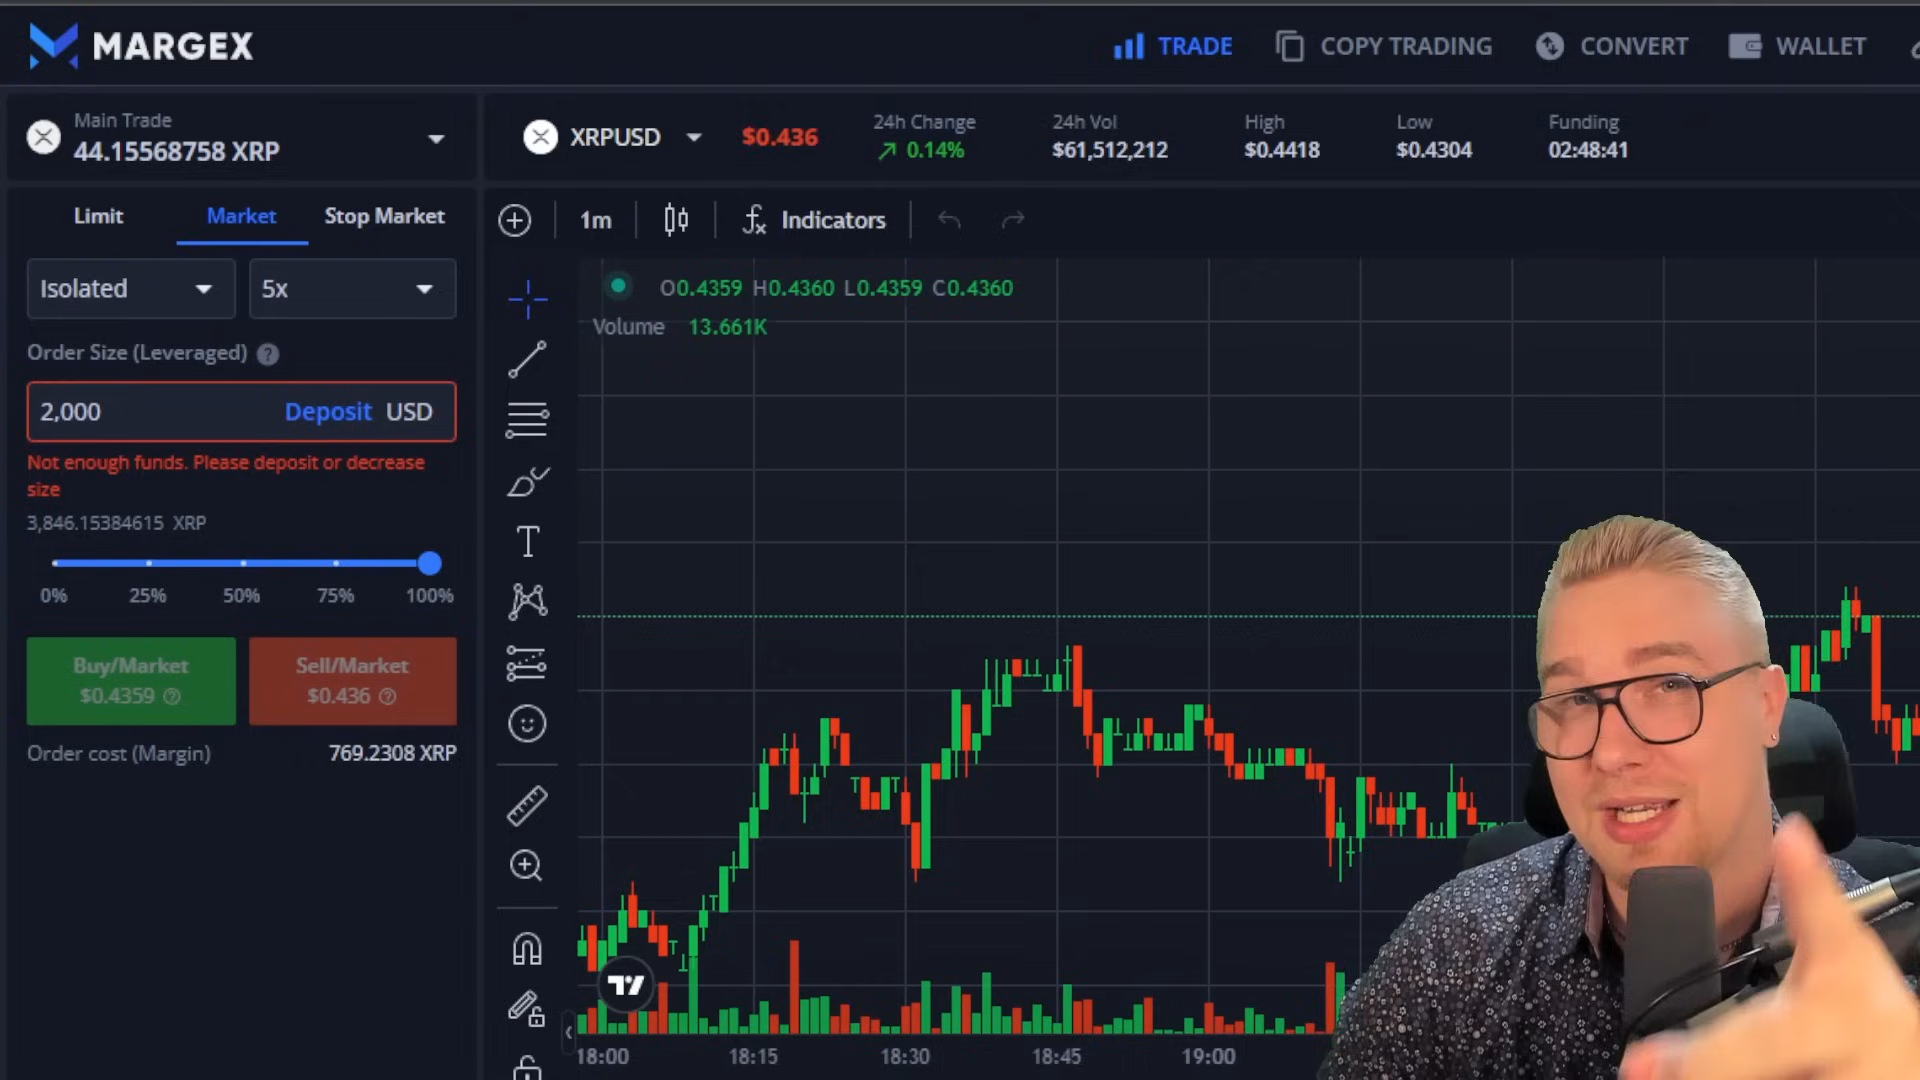 MARGEX
TRADE
COPY TRADING
CONVERT
WALLET
Main Trade
44.15568758 XRP
XRPUSD
$0.436
24h Change
0.14%
24h Vol
$61,512,212
High
$0.4418
Low
$0.4304
Funding
02:48:41
Limit
Market
Stop Market
1m
Indicators
Isolated
5x
O0.4359 H0.4360 L0.4359 C0.4360
Volume 13.661K
Order Size (Leveraged) ?
2,000 Deposit USD
Not enough funds. Please deposit or decrease
size
3,846.15384615 XRP
0% 25% 50% 75% 100%
Buy/Market
$0.4359 ?
Sell/Market
$0.436 ?
Order cost (Margin) 769.2308 XRP
18:00 18:15 18:30 18:45 19:00